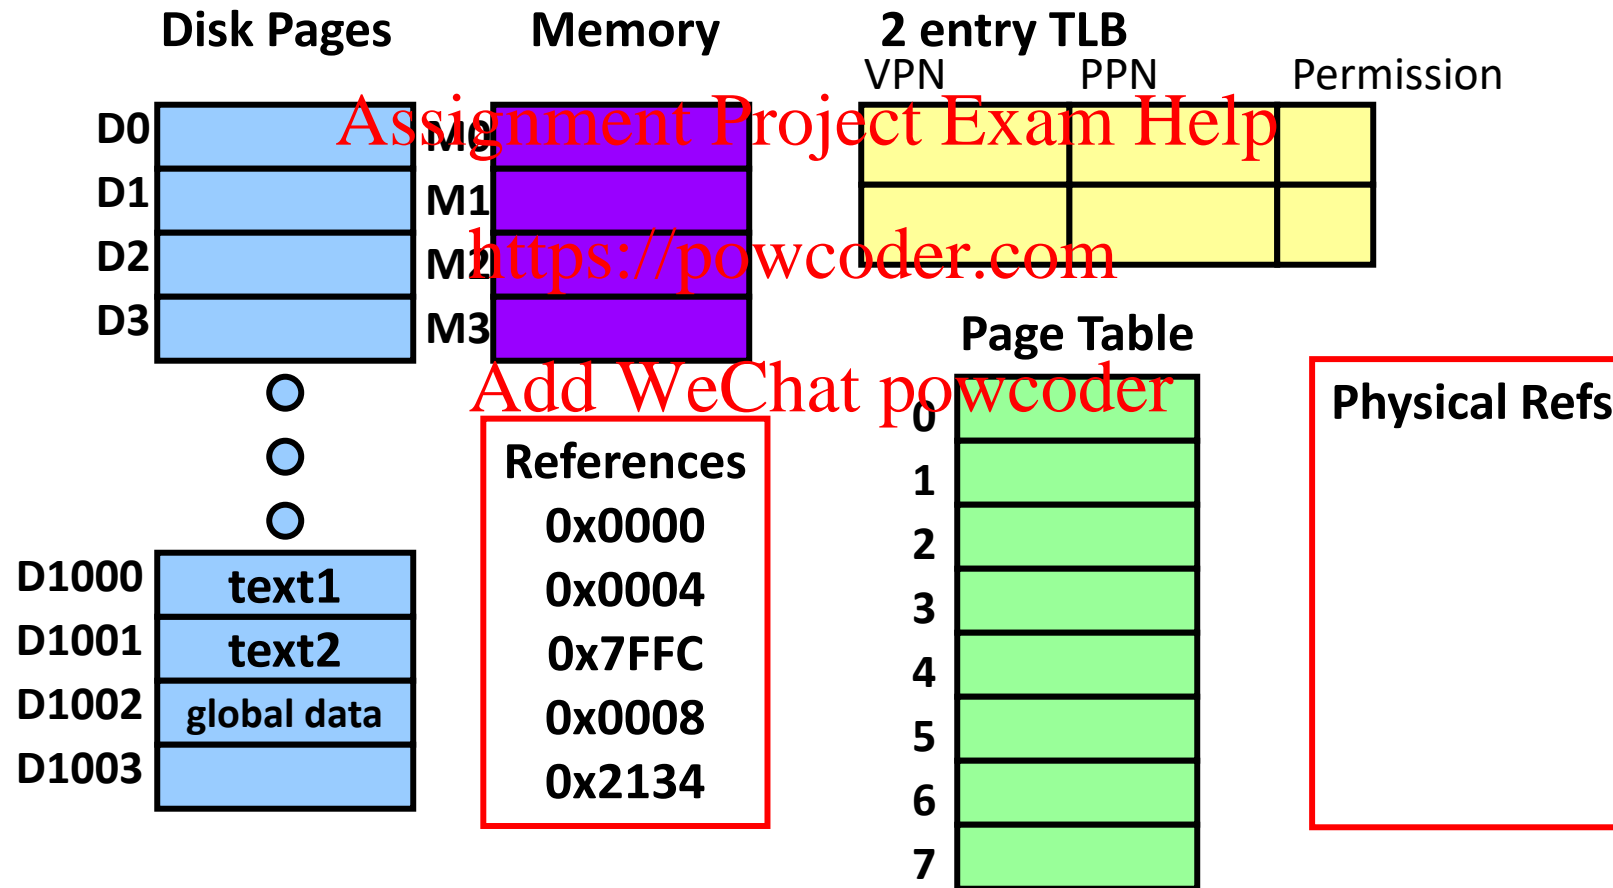 Disk Pages
Memory
2 entry TLB
VPN
PPN
Permission
D0
D1
D2
D3
M0
M1
M2
M3
Assignment Project Exam Help
https://powcoder.com
Add WeChat powcoder
D1000
text1
D1001
text2
D1002
global data
D1003
References
0x0000
0x0004
0x7FFC
0x0008
0x2134
Page Table
0
1
2
3
4
5
6
7
Physical Refs